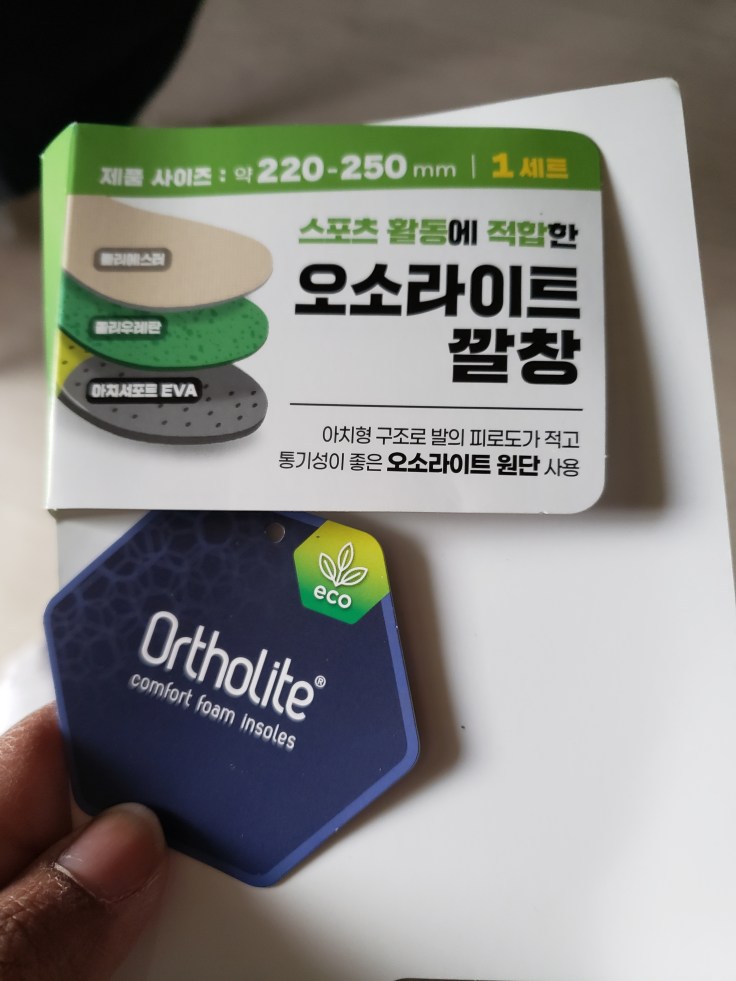 제품 사이즈 : 약 220-250 mm | 1 세트
스포츠 활동에 적합한
오소라이트
깔창
폴리에스터
폴리우레탄
아치서포트 EVA
아치형 구조로 발의 피로도가 적고
통기성이 좋은 오소라이트 원단 사용
eco
Ortholite®
comfort foam insoles